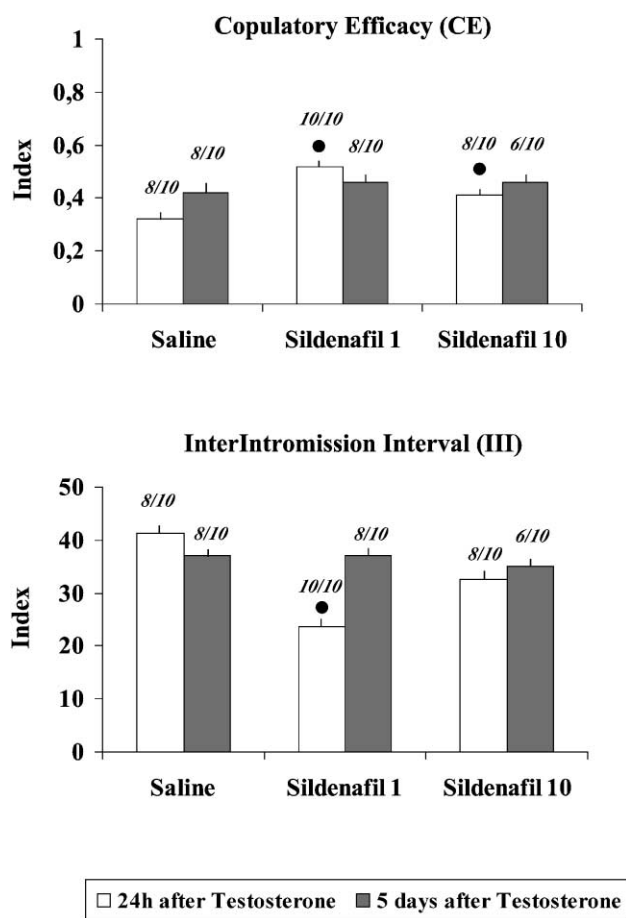 Copulatory Efficacy (CE)
1
0,8
0,6
0,4
0,2
0
Index
8/10
8/10
10/10
8/10
8/10
6/10
Saline
Sildenafil 1
Sildenafil 10
InterIntromission Interval (III)
50
40
30
20
10
0
Index
8/10
8/10
10/10
8/10
8/10
6/10
Saline
Sildenafil 1
Sildenafil 10
24h after Testosterone
5 days after Testosterone